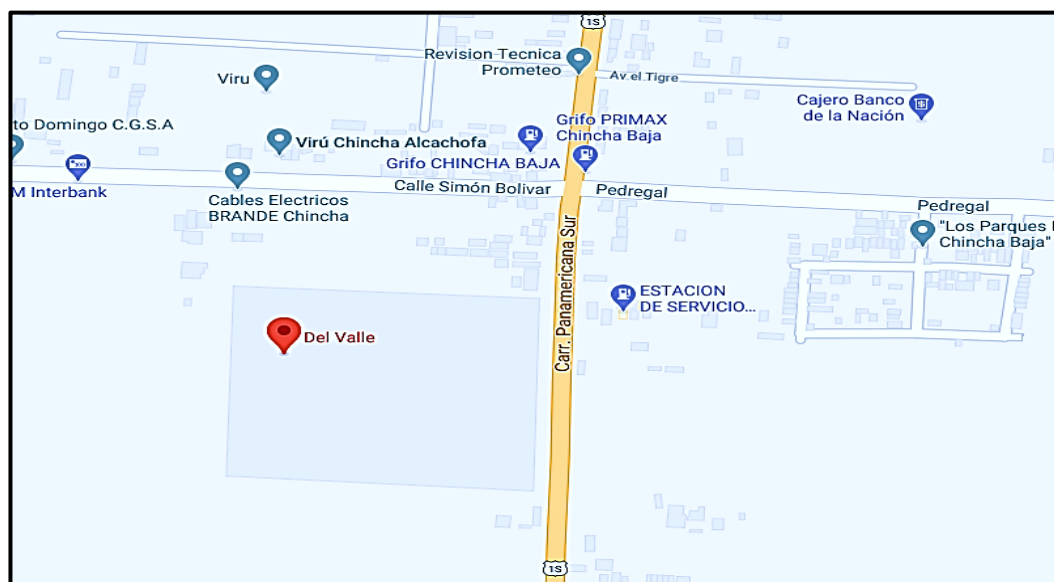 1S
Revision Tecnica
Prometeo
Av el Tigre
Viru
Cajero Banco
de la Nación
Grifo PRIMAX
Chincha Baja
to Domingo C.G.S.A
Virú Chincha Alcachofa
Grifo CHINCHA BAJA
M Interbank
Calle Simón Bolivar
Pedregal
Pedregal
Cables Electricos
BRANDE Chincha
"Los Parques
Chincha Baja"
Carr. Panamericana Sur
ESTACION
DE SERVICIO...
Del Valle
1S